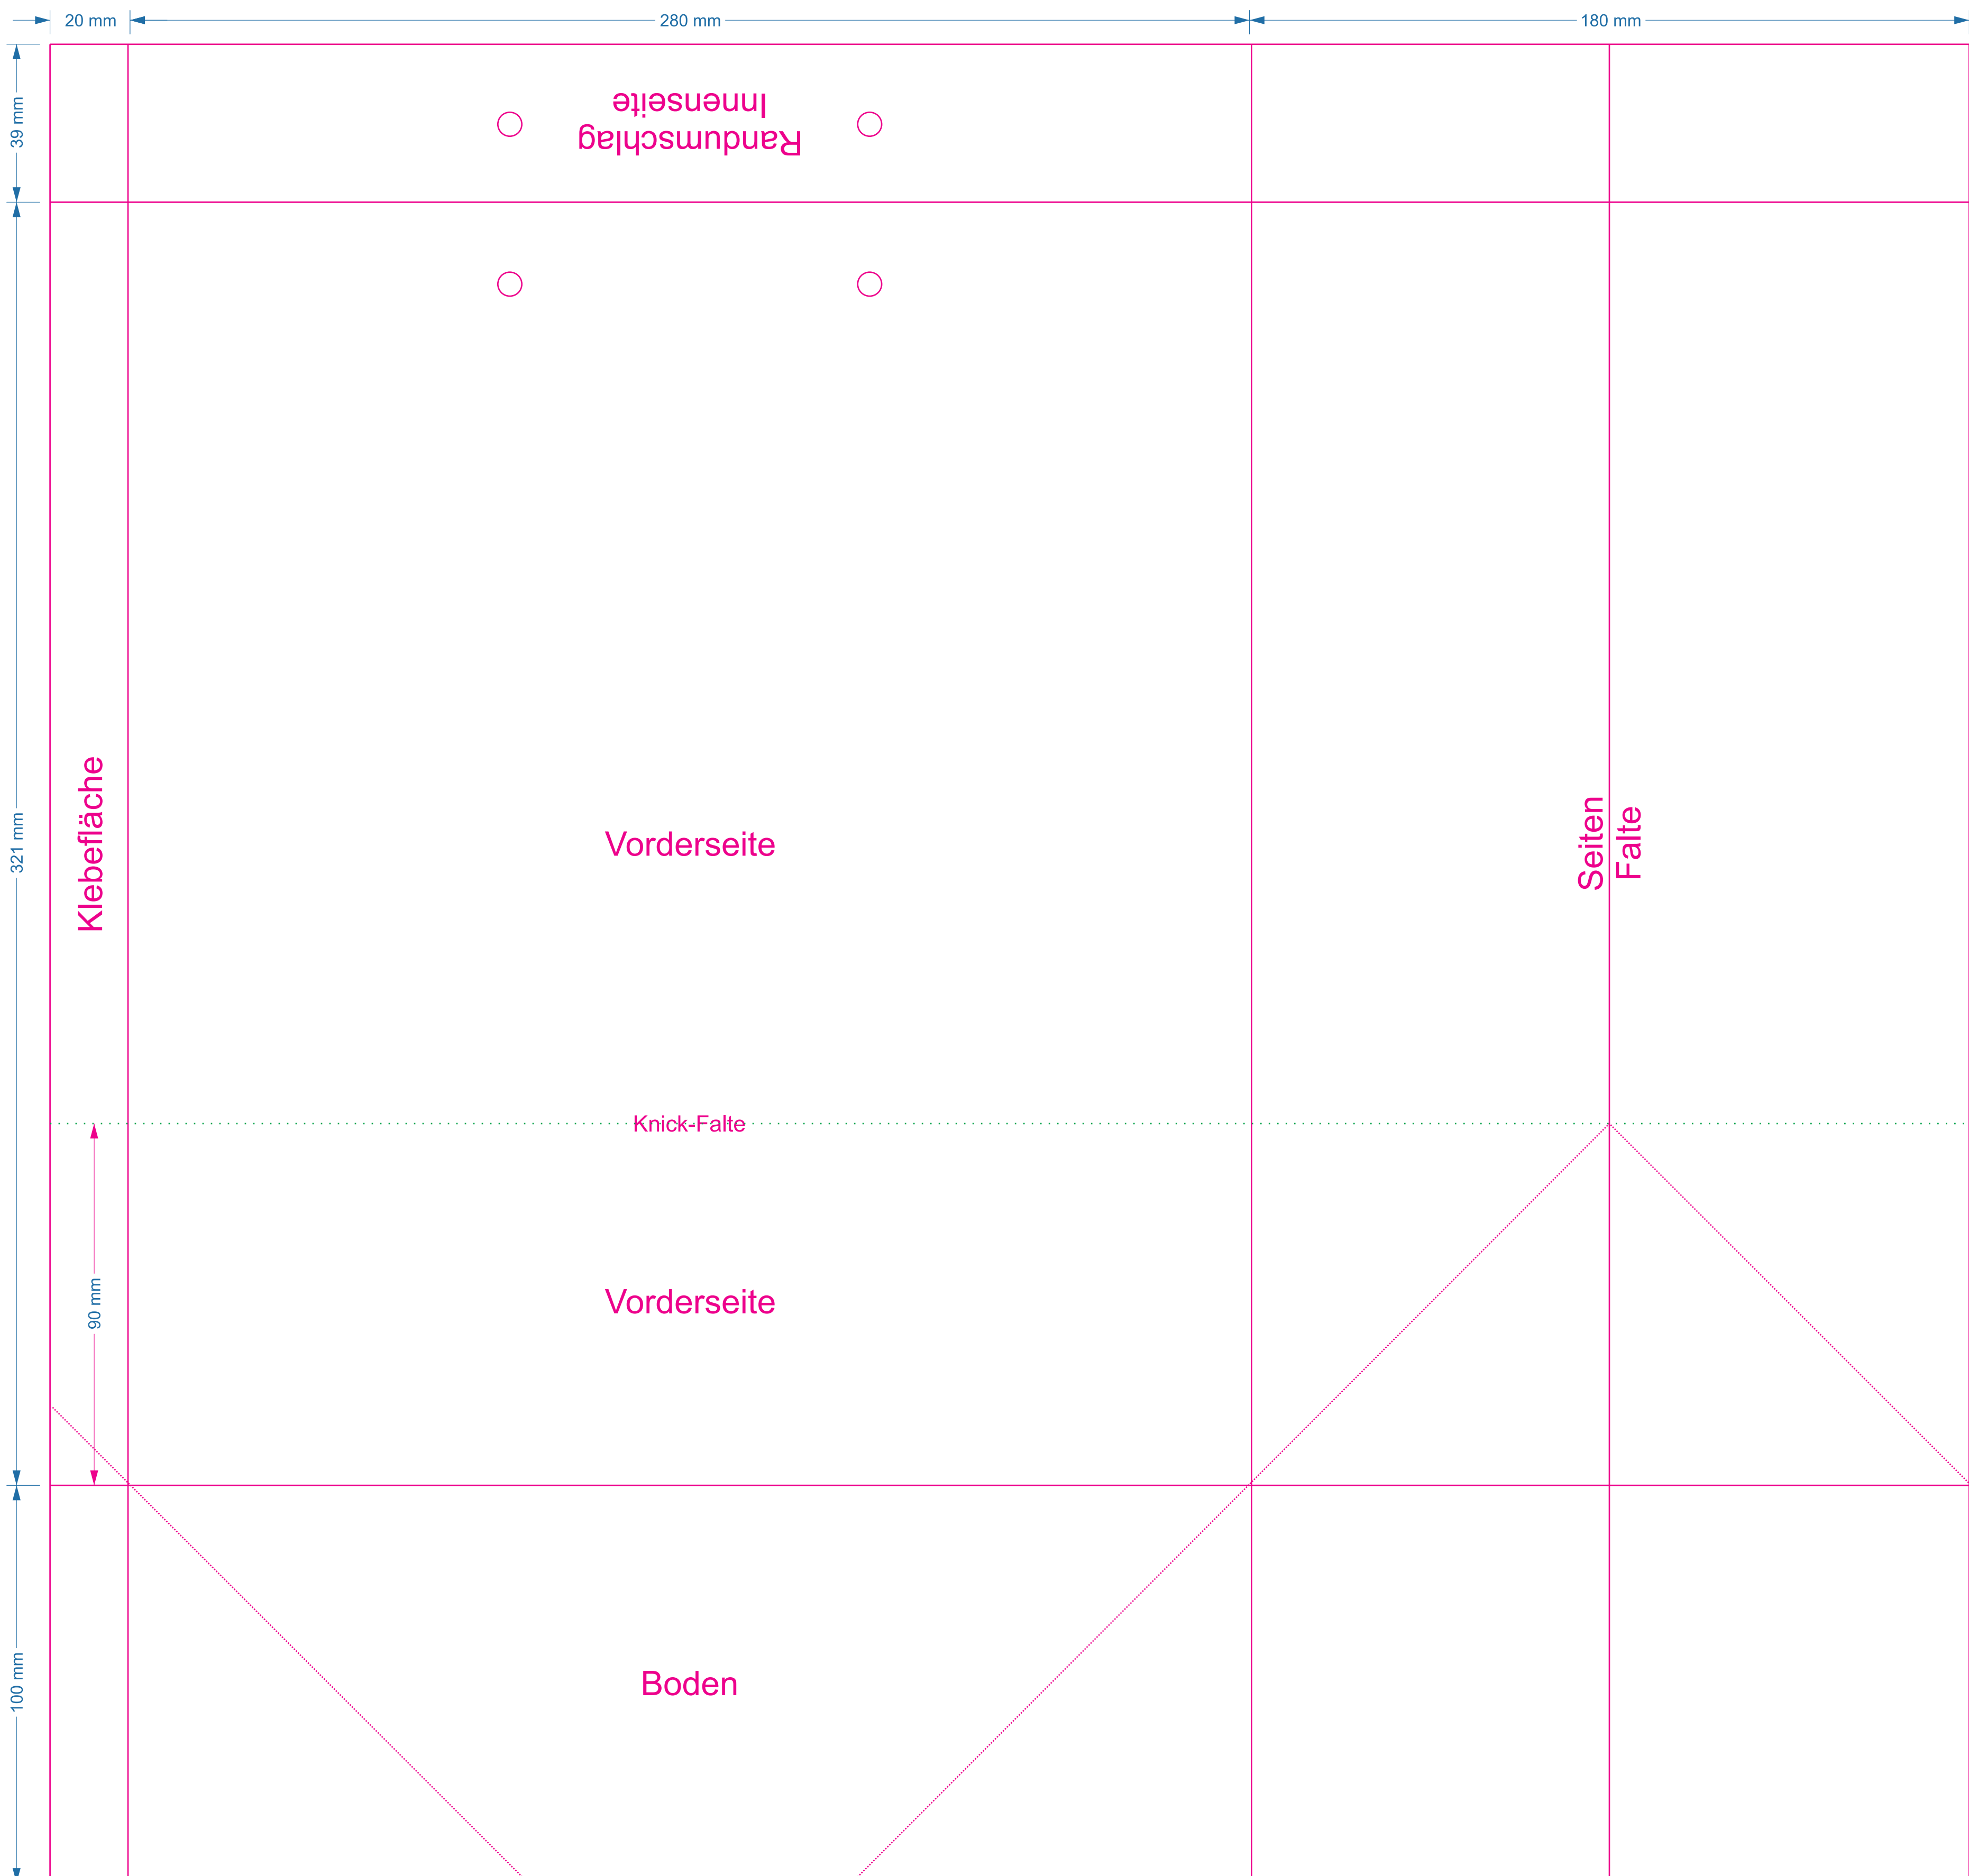 20 mm
280 mm
180 mm
39 mm
Randumschlag
Innenseite
321 mm
Klebefläche
Vorderseite
Seiten
Falte
Knick-Falte
90 mm
Vorderseite
100 mm
Boden